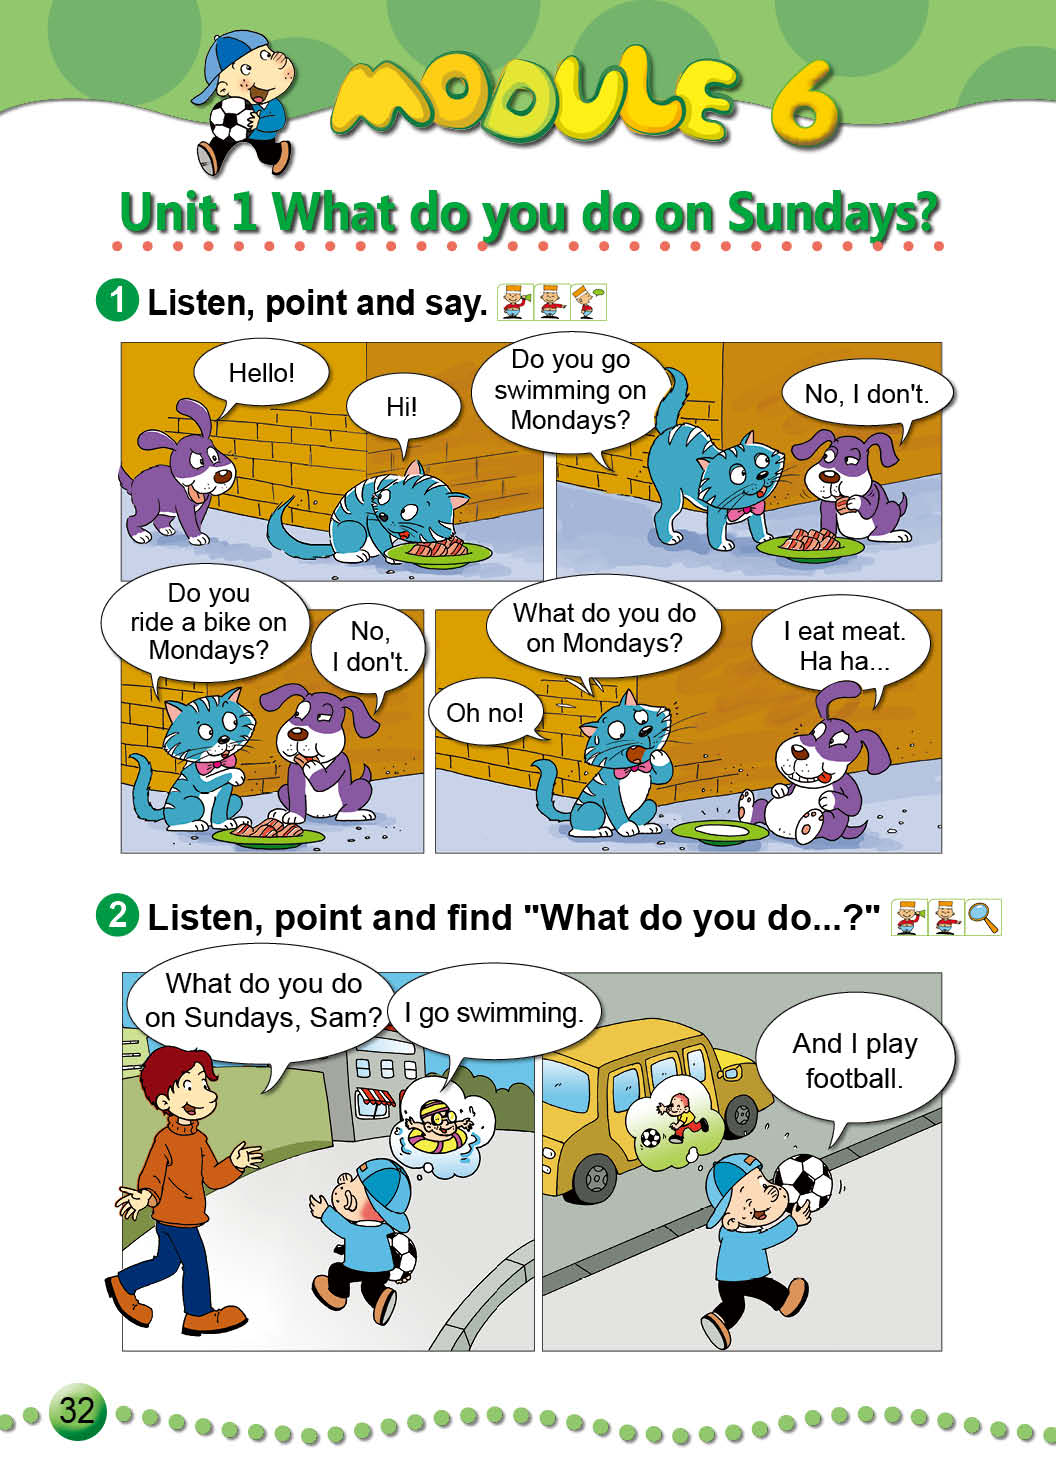 MODULE 6
Unit 1 What do you do on Sundays?
1 Listen, point and say.
Hello!
Hi!
Do you go
swimming on
Mondays?
No, I don't.
Do you
ride a bike on
Mondays?
No,
I don't.
What do you do
on Mondays?
Oh no!
I eat meat.
Ha ha...
2 Listen, point and find "What do you do...?"
What do you do
on Sundays, Sam?
I go swimming.
And I play
football.
32